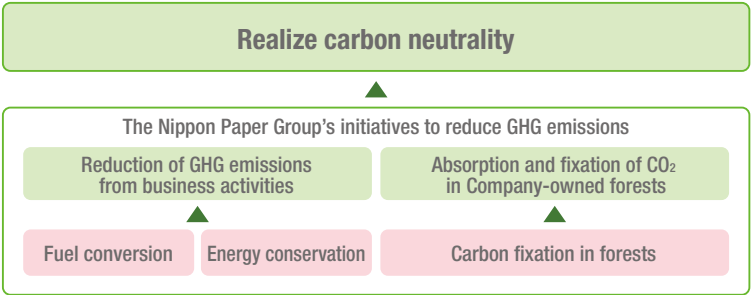 Realize carbon neutrality
The Nippon Paper Group’s initiatives to reduce GHG emissions
Reduction of GHG emissions
from business activities
Absorption and fixation of CO₂
in Company-owned forests
Fuel conversion
Energy conservation
Carbon fixation in forests